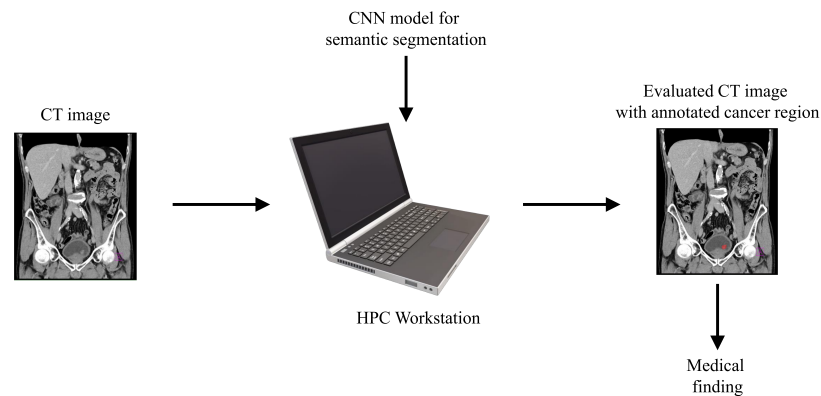 CNN model for
semantic segmentation
CT image
Evaluated CT image
with annotated cancer region
HPC Workstation
Medical
finding